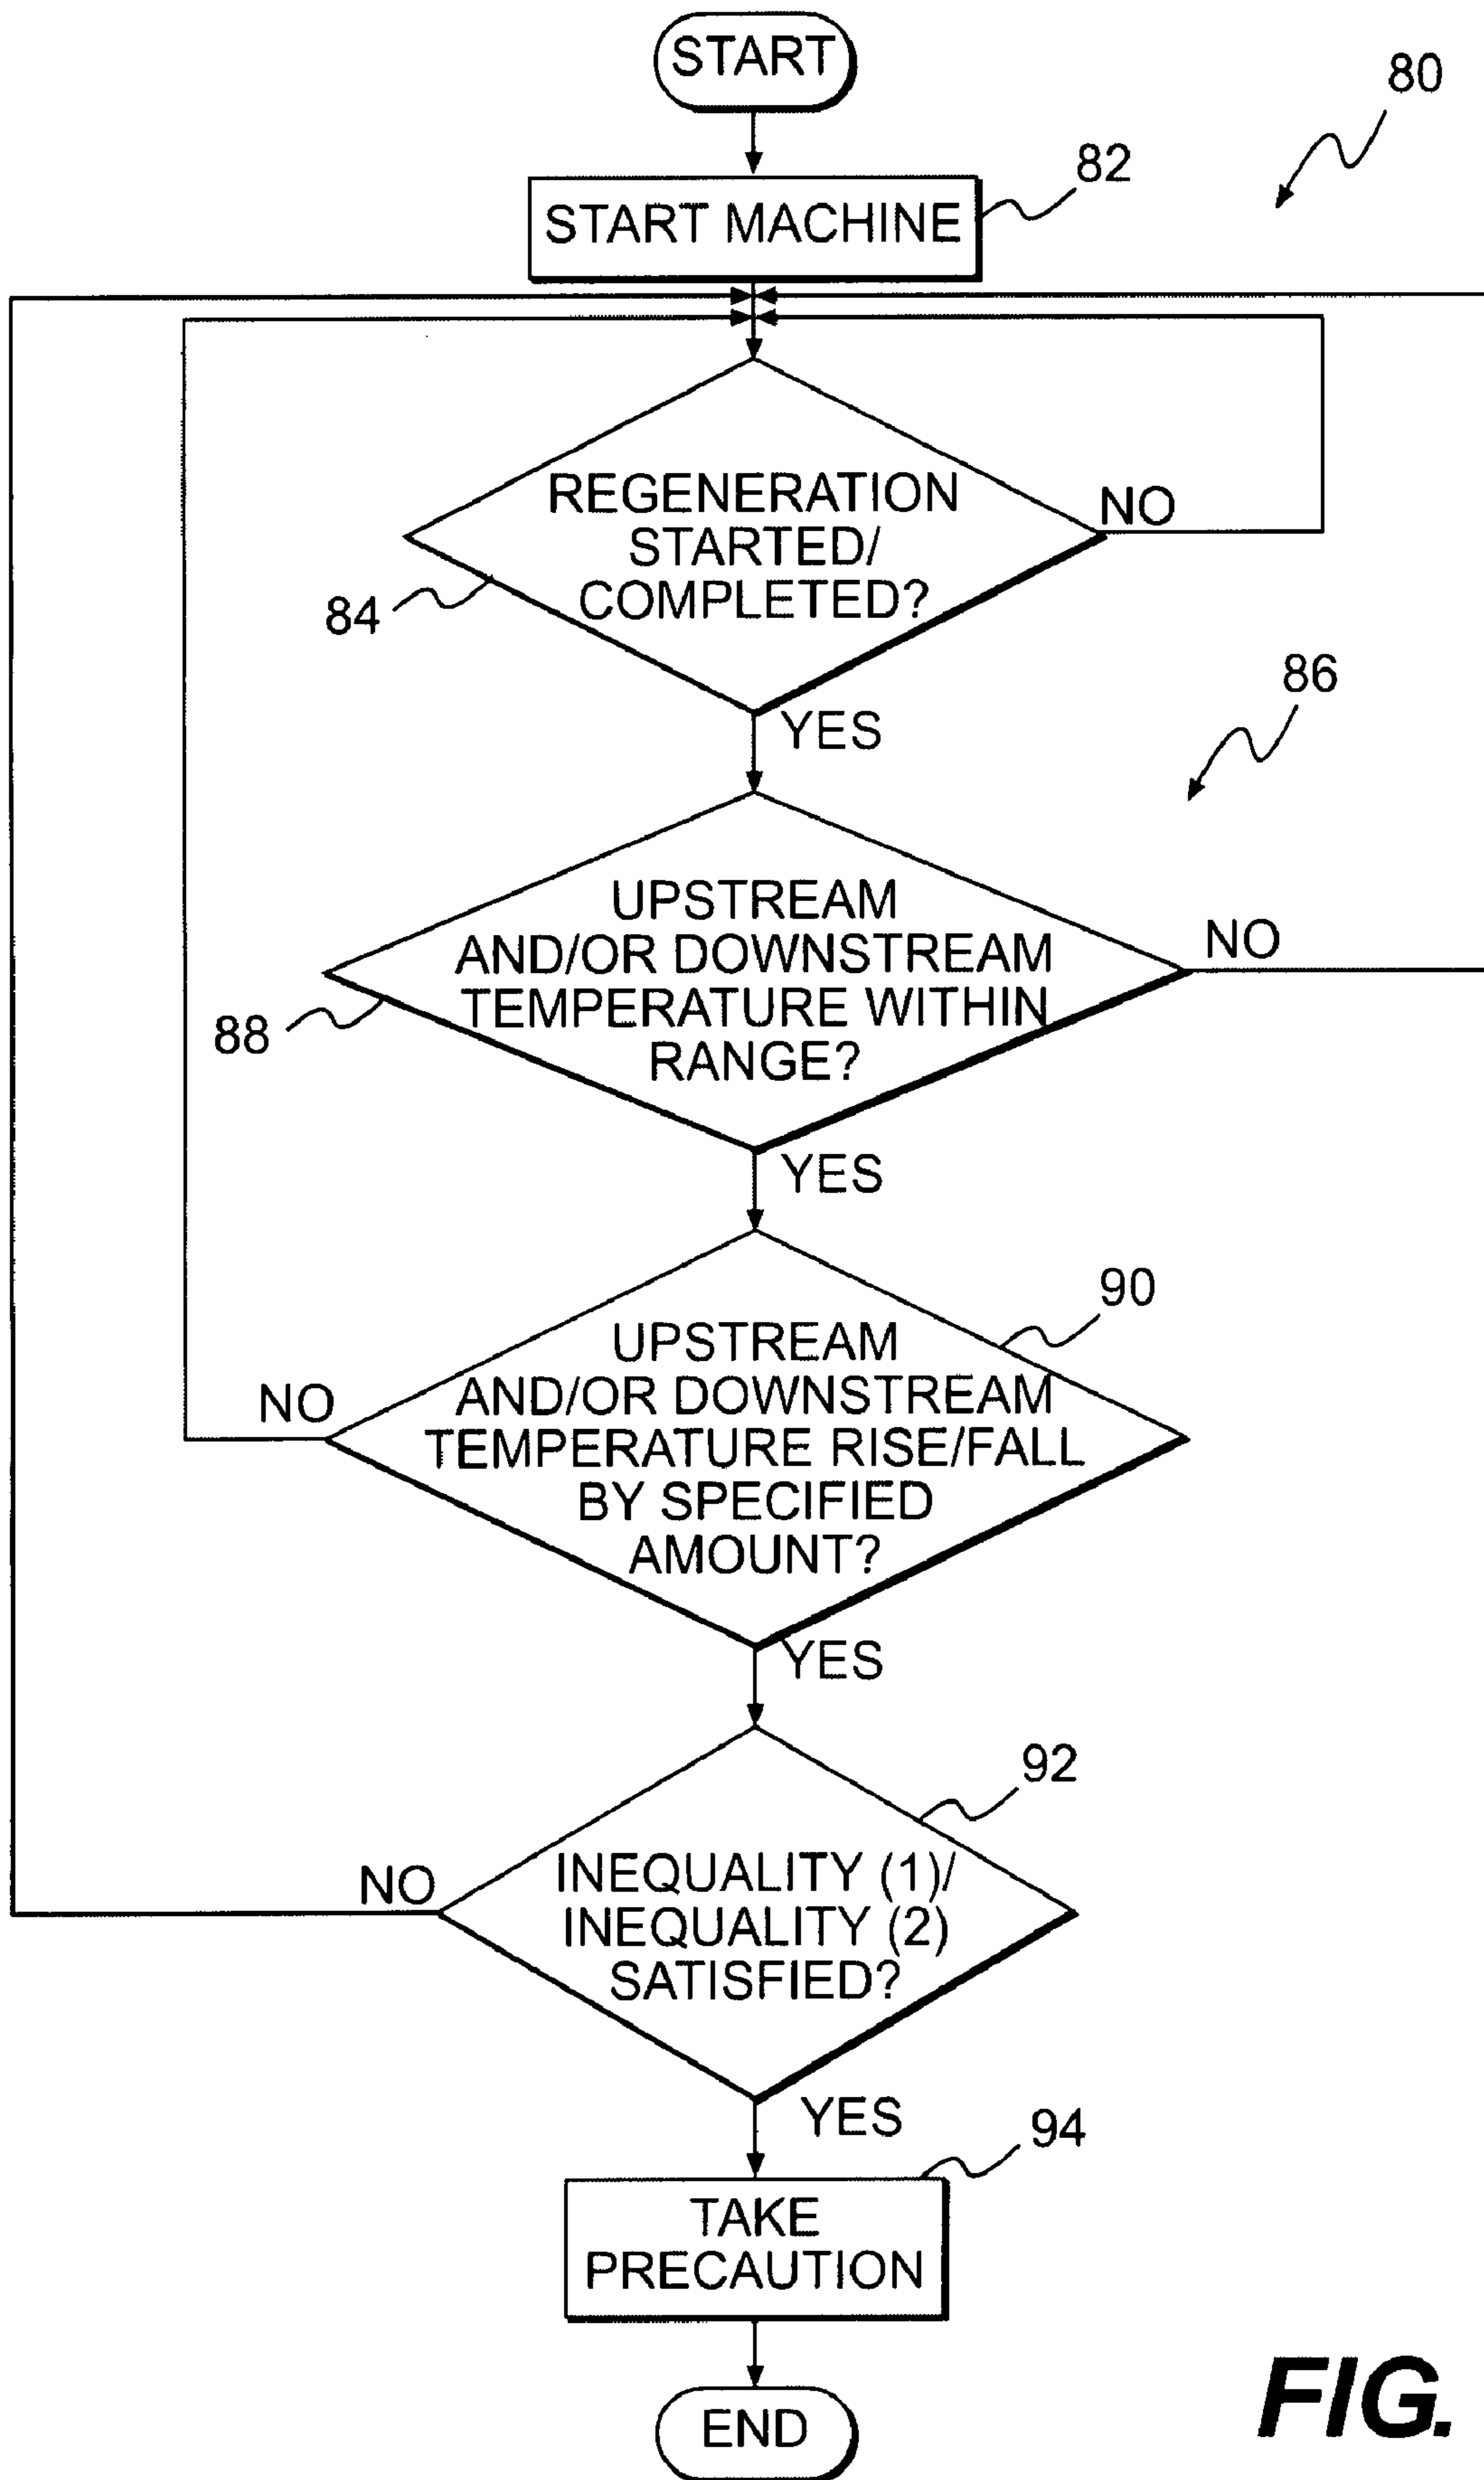 START
80
82
START MACHINE
REGENERATION
STARTED/
COMPLETED?
NO
84
YES
86
UPSTREAM
AND/OR DOWNSTREAM
TEMPERATURE WITHIN
RANGE?
NO
88
YES
90
UPSTREAM
AND/OR DOWNSTREAM
TEMPERATURE RISE/FALL
BY SPECIFIED
AMOUNT?
NO
YES
92
INEQUALITY (1)/
INEQUALITY (2)
SATISFIED?
NO
YES
94
TAKE
PRECAUTION
END
FIG.